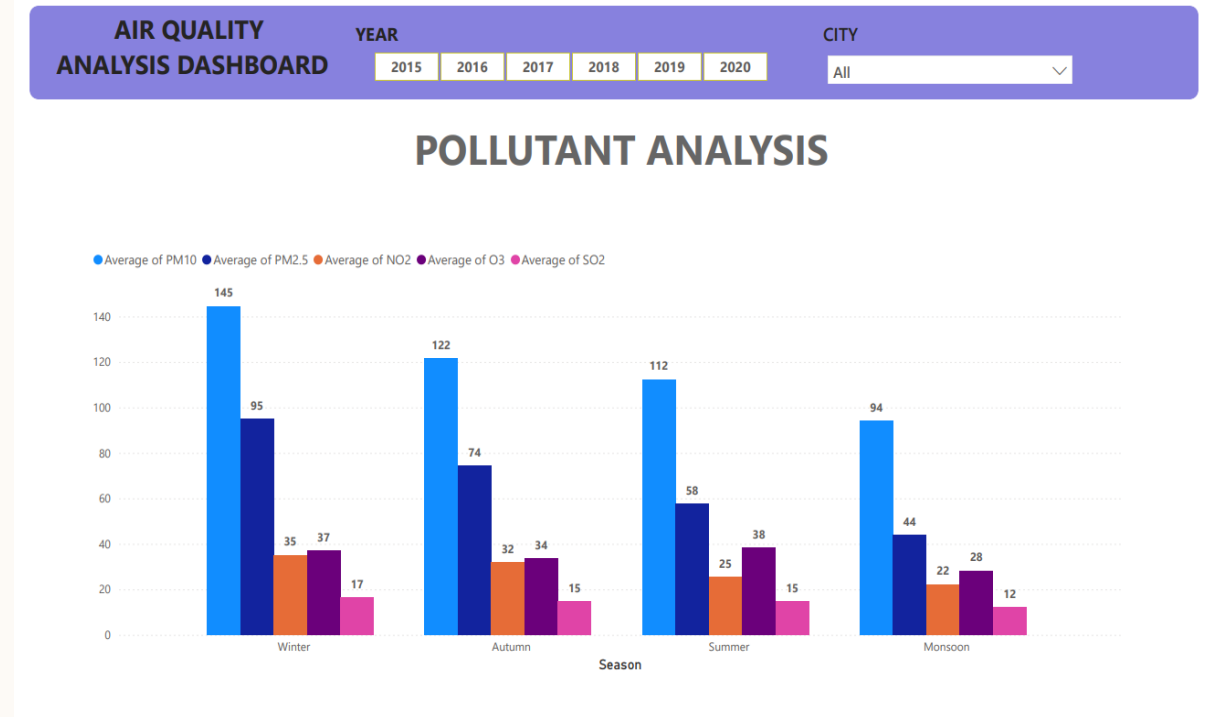 AIR QUALITY
ANALYSIS DASHBOARD
YEAR
2015 2016 2017 2018 2019 2020
CITY
All
POLLUTANT ANALYSIS
Average of PM10 Average of PM2.5 Average of NO2 Average of O3 Average of SO2
140
120
100
80
60
40
20
0
145
95
35
37
17
122
74
32
34
15
112
58
25
38
15
94
44
22
28
12
Winter
Autumn
Summer
Monsoon
Season